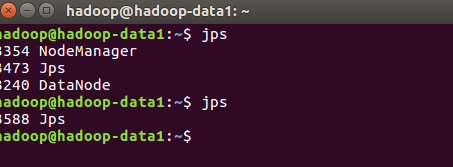 hadoop@hadoop-data1: ~
hadoop@hadoop-data1:~$ jps
3354 NodeManager
3473 Jps
3240 DataNode
hadoop@hadoop-data1:~$ jps
3588 Jps
hadoop@hadoop-data1:~$